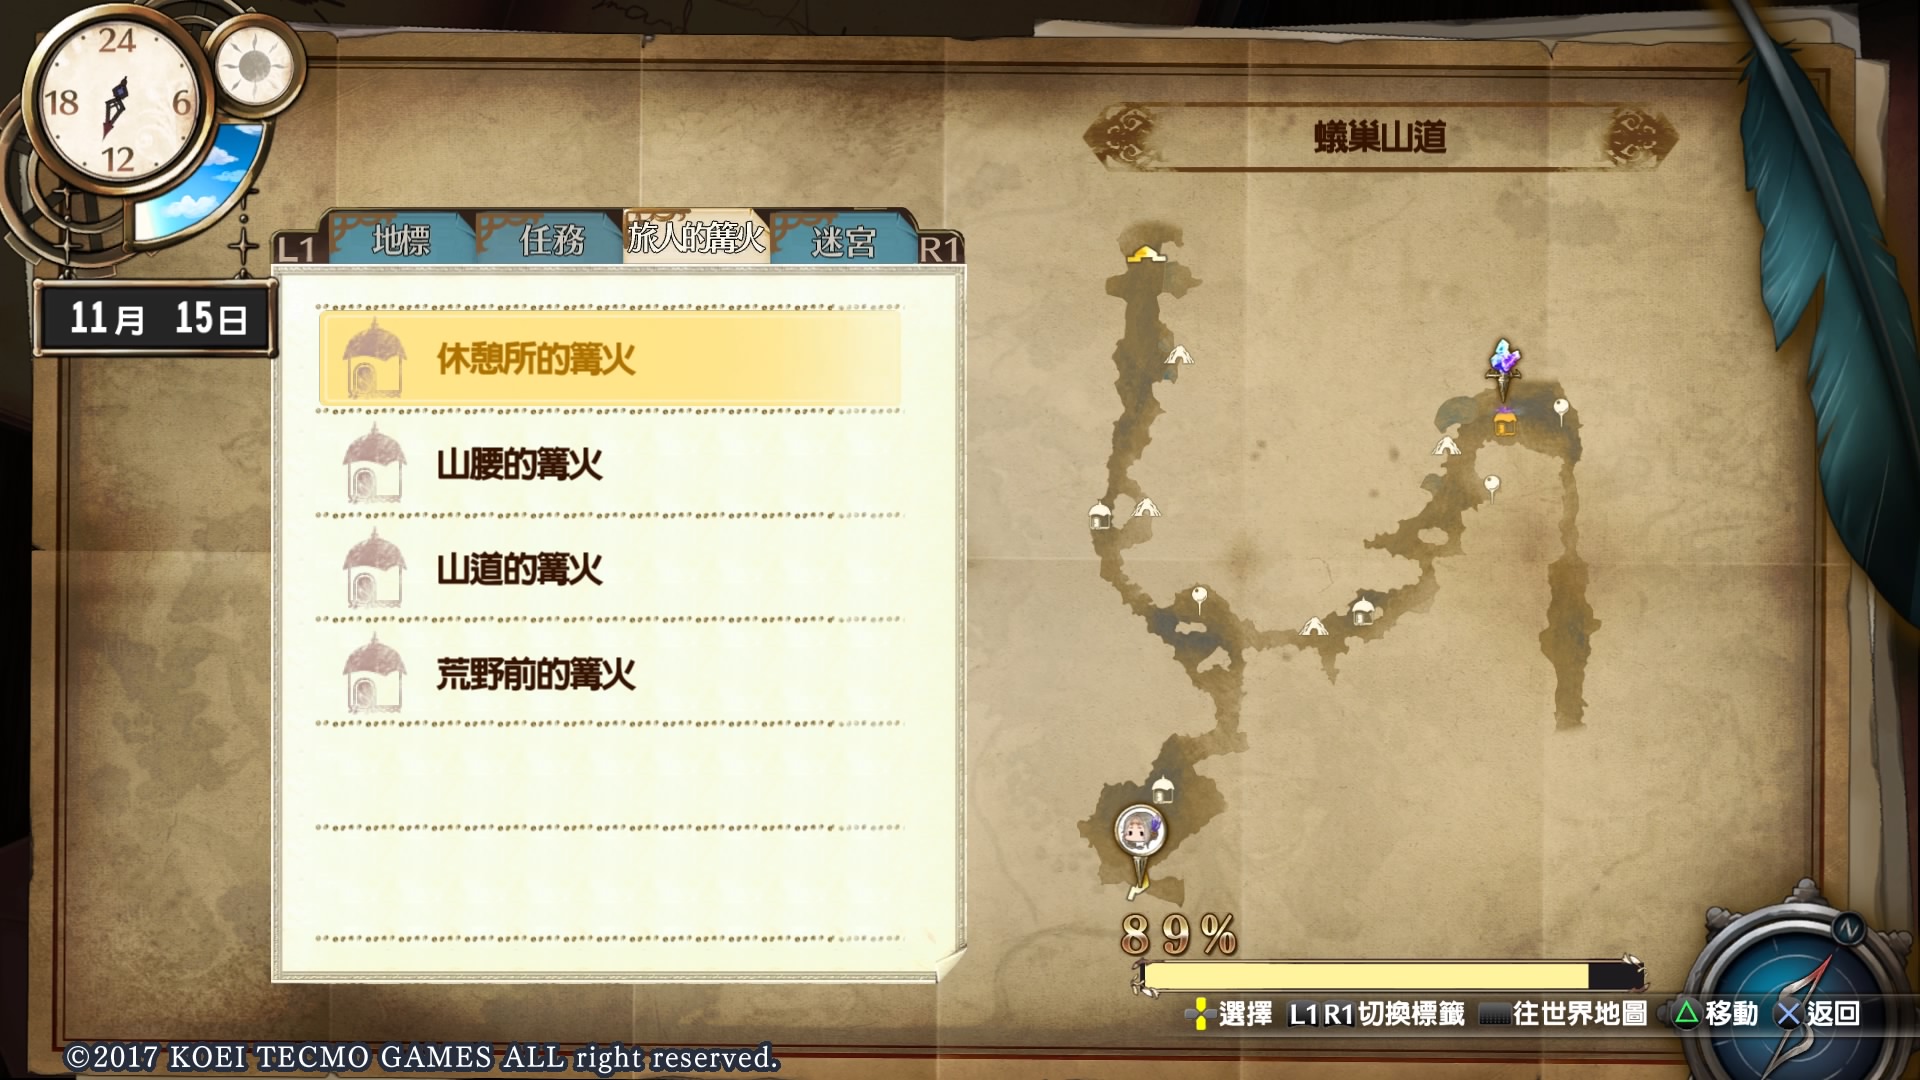 24
18
6
12
11月 15日
L1
地標
任務
旅人的篝火
迷宮
R1
休憩所的篝火
山腰的篝火
山道的篝火
荒野前的篝火
蟻巢山道
89%
選擇 L1 R1切換標籤 往世界地圖 移動 返回
N
©2017 KOEI TECMO GAMES ALL right reserved.